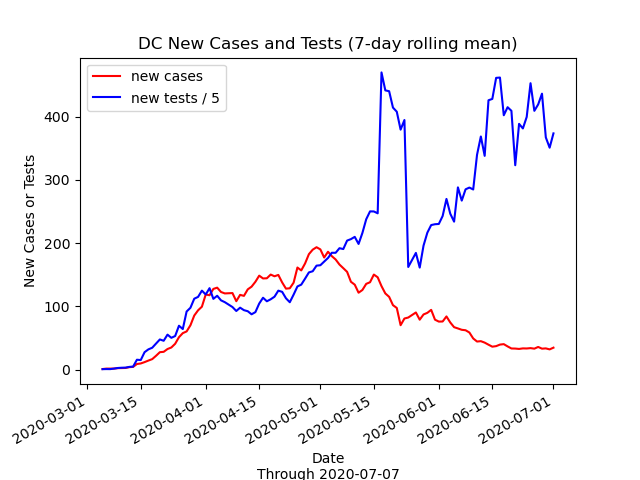 DC New Cases and Tests (7-day rolling mean)
new cases
new tests / 5
New Cases or Tests
400
300
200
100
0
2020-03-01
2020-03-15
2020-04-01
2020-04-15
2020-05-01
2020-05-15
2020-06-01
2020-06-15
2020-07-01
Date
Through 2020-07-07